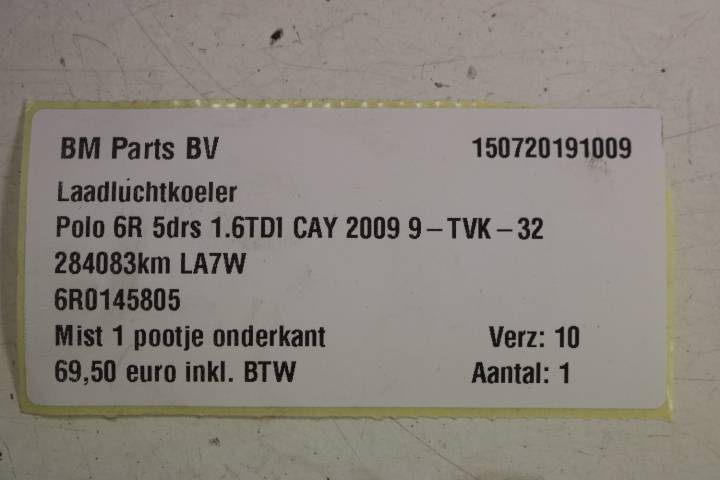 BM Parts BV 150720191009
Laadluchtkoeler
Polo 6R 5drs 1.6TDI CAY 2009 9-TVK-32
284083km LA7W
6R0145805
Mist 1 pootje onderkant Verz: 10
69,50 euro inkl. BTW Aantal: 1